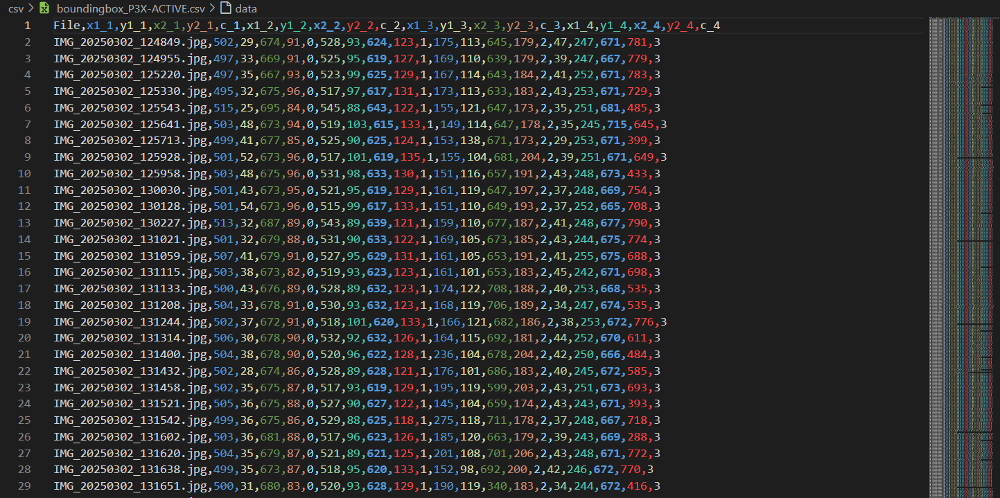 csv > boundingbox_P3X-ACTIVE.csv > data
1 File,x1_1,y1_1,x2_1,y2_1,c_1,x1_2,y1_2,x2_2,y2_2,c_2,x1_3,y1_3,x2_3,y2_3,c_3,x1_4,y1_4,x2_4,y2_4,c_4
2 IMG_20250302_124849.jpg,502,29,674,91,0,528,93,624,123,1,175,113,645,179,2,47,247,671,781,3
3 IMG_20250302_124955.jpg,497,33,669,91,0,525,95,619,127,1,169,110,639,179,2,39,247,667,779,3
4 IMG_20250302_125220.jpg,497,35,667,93,0,523,99,625,129,1,167,114,643,184,2,41,252,671,783,3
5 IMG_20250302_125330.jpg,495,32,675,96,0,517,97,617,131,1,173,113,633,183,2,43,253,671,729,3
6 IMG_20250302_125543.jpg,515,25,695,84,0,545,88,643,122,1,155,121,647,173,2,35,251,681,485,3
7 IMG_20250302_125641.jpg,503,48,673,94,0,519,103,615,133,1,149,114,647,178,2,35,245,715,645,3
8 IMG_20250302_125713.jpg,499,41,677,85,0,525,90,625,124,1,153,138,671,173,2,29,253,671,399,3
9 IMG_20250302_125928.jpg,501,52,673,96,0,517,101,619,135,1,155,104,681,204,2,39,251,671,649,3
10 IMG_20250302_125958.jpg,503,48,675,96,0,531,98,633,130,1,151,116,657,191,2,43,248,673,433,3
11 IMG_20250302_130030.jpg,501,43,673,95,0,521,95,619,129,1,161,119,647,197,2,37,248,669,754,3
12 IMG_20250302_130128.jpg,501,54,673,96,0,515,99,617,133,1,151,110,649,193,2,37,252,665,708,3
13 IMG_20250302_130227.jpg,513,32,687,89,0,543,89,639,121,1,159,110,677,187,2,41,248,677,790,3
14 IMG_20250302_131021.jpg,501,32,679,88,0,531,90,633,122,1,169,105,673,185,2,43,244,675,774,3
15 IMG_20250302_131059.jpg,507,41,679,91,0,527,95,629,131,1,161,105,653,191,2,41,255,675,688,3
16 IMG_20250302_131115.jpg,503,38,673,82,0,519,93,623,123,1,161,101,653,183,2,45,242,671,698,3
17 IMG_20250302_131133.jpg,500,43,676,89,0,528,89,632,123,1,174,122,708,188,2,40,253,668,535,3
18 IMG_20250302_131208.jpg,504,33,678,91,0,530,93,632,123,1,168,119,706,189,2,34,247,674,535,3
19 IMG_20250302_131244.jpg,502,37,672,91,0,518,101,620,133,1,166,121,682,186,2,38,253,672,776,3
20 IMG_20250302_131314.jpg,506,30,678,90,0,532,92,632,126,1,164,115,692,181,2,44,252,670,611,3
21 IMG_20250302_131400.jpg,504,38,678,90,0,520,96,622,128,1,236,104,678,204,2,42,250,666,484,3
22 IMG_20250302_131432.jpg,502,28,674,86,0,528,89,628,121,1,176,101,686,183,2,40,245,672,585,3
23 IMG_20250302_131458.jpg,502,35,675,87,0,517,93,619,129,1,195,119,599,203,2,43,251,673,693,3
24 IMG_20250302_131521.jpg,505,36,675,88,0,527,90,627,122,1,145,104,659,174,2,43,243,671,393,3
25 IMG_20250302_131542.jpg,499,36,675,86,0,529,88,625,118,1,275,118,711,178,2,37,248,667,718,3
26 IMG_20250302_131602.jpg,503,36,681,88,0,517,96,623,126,1,185,120,663,179,2,39,243,669,288,3
27 IMG_20250302_131620.jpg,504,35,679,87,0,521,89,621,125,1,201,108,701,206,2,43,248,671,772,3
28 IMG_20250302_131638.jpg,499,35,673,87,0,518,95,620,133,1,152,98,692,200,2,42,246,672,770,3
29 IMG_20250302_131651.jpg,500,31,680,83,0,520,93,628,129,1,190,119,340,183,2,34,244,672,416,3